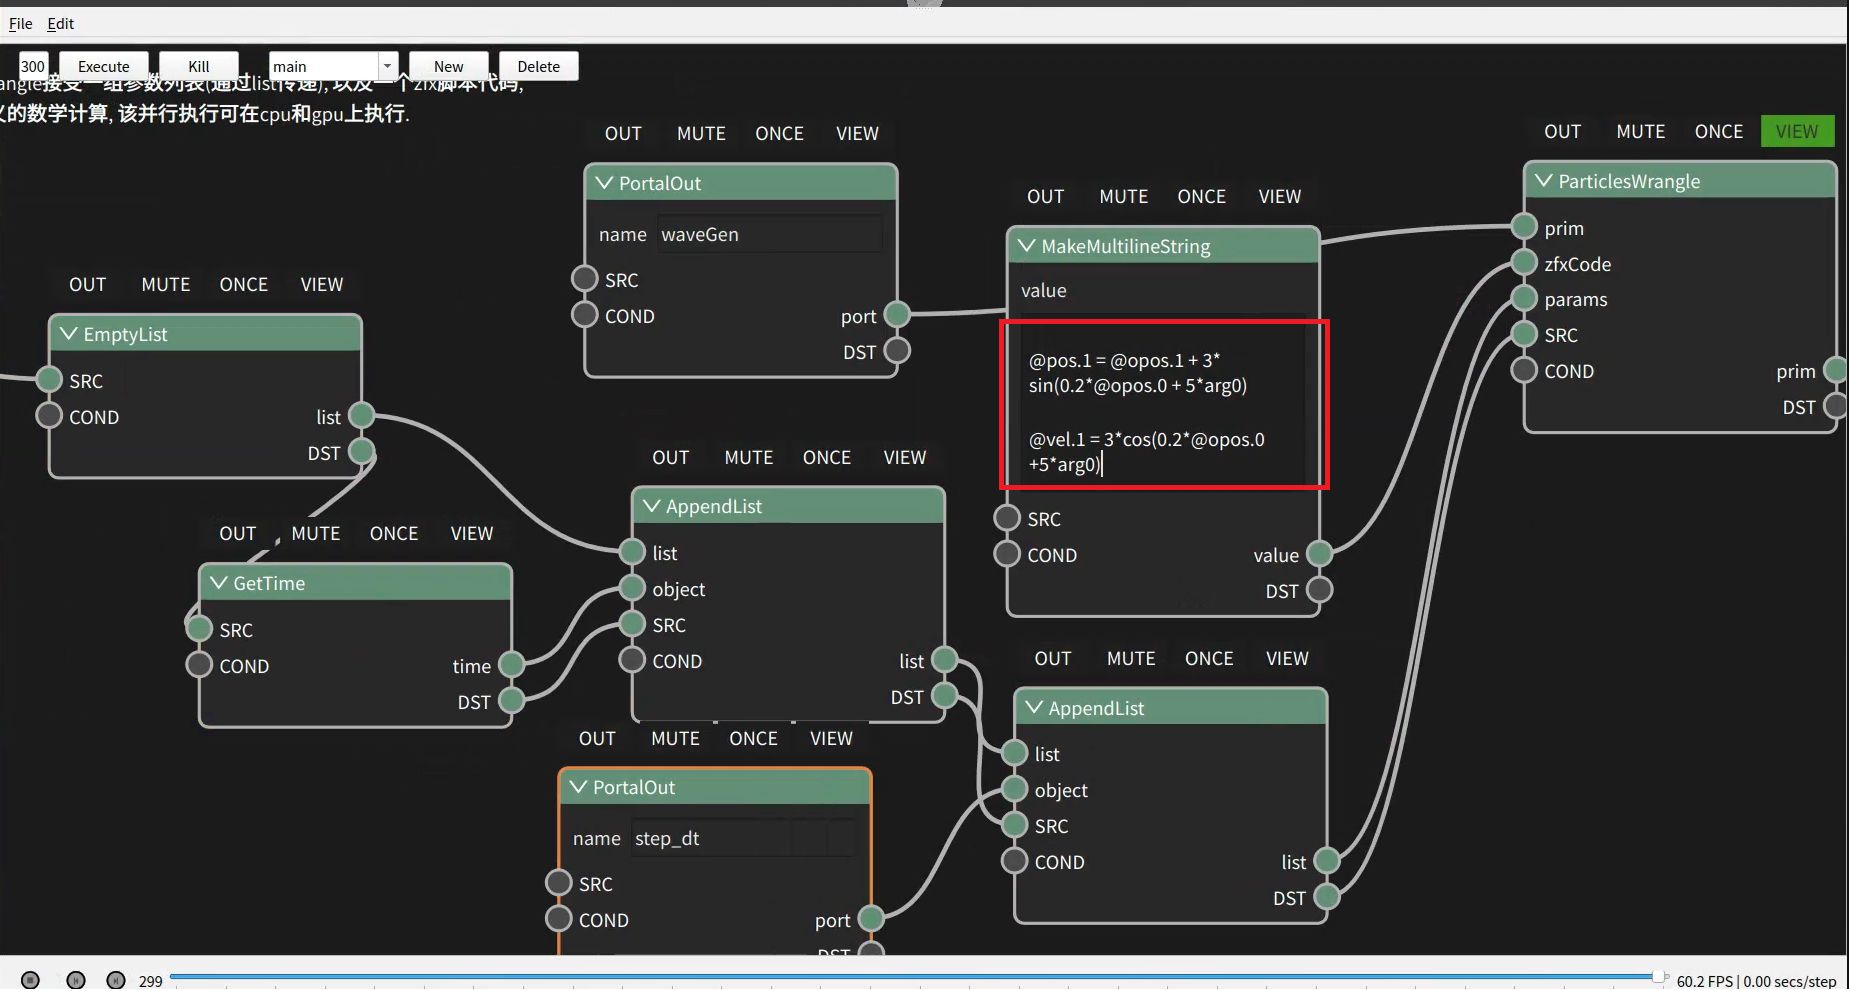 File Edit
300 Execute Kill main New Delete
接受一组参数列表(通过list传递), 以及一个zfx脚本代码,
的数学计算, 该并行执行可在cpu和gpu上执行.
OUT MUTE ONCE VIEW
PortalOut
name waveGen
SRC
COND
port
DST
OUT MUTE ONCE VIEW
EmptyList
SRC
COND
list
DST
OUT MUTE ONCE VIEW
GetTime
SRC
COND
time
DST
OUT MUTE ONCE VIEW
AppendList
list
object
SRC
COND
list
DST
OUT MUTE ONCE VIEW
PortalOut
name step_dt
SRC
COND
port
DST
OUT MUTE ONCE VIEW
MakeMultilineString
value
@pos.1 = @opos.1 + 3*
sin(0.2*@opos.0 + 5*arg0)
@vel.1 = 3*cos(0.2*@opos.0
+5*arg0)
SRC
COND
value
DST
OUT MUTE ONCE VIEW
AppendList
list
object
SRC
COND
list
DST
OUT MUTE ONCE VIEW
ParticlesWrangle
prim
zfxCode
params
SRC
COND
prim
DST
299
60.2 FPS | 0.00 secs/step